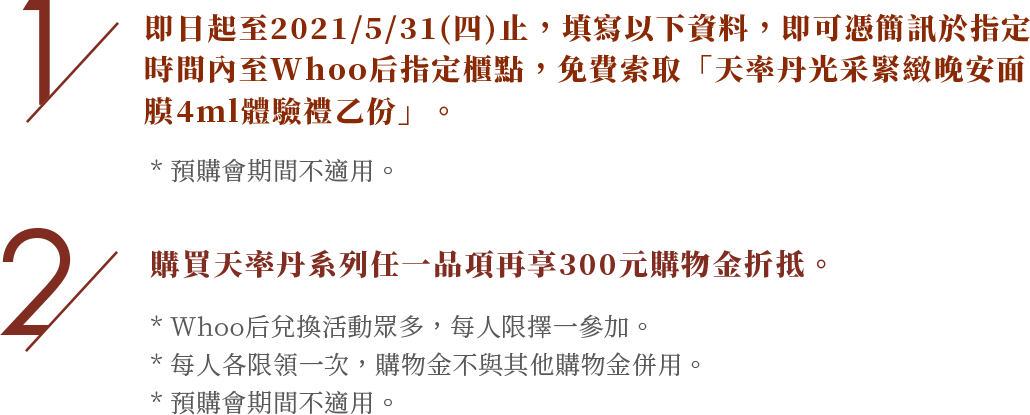 1
即日起至2021/5/31(四)止，填寫以下資料，即可憑簡訊於指定
時間內至Whoo后指定櫃點，免費索取「天率丹光采緊緻晚安面
膜4ml體驗禮乙份」。
* 預購會期間不適用。
2
購買天率丹系列任一品項再享300元購物金折抵。
* Whoo后兌換活動眾多，每人限擇一參加。
* 每人各限領一次，購物金不與其他購物金併用。
* 預購會期間不適用。